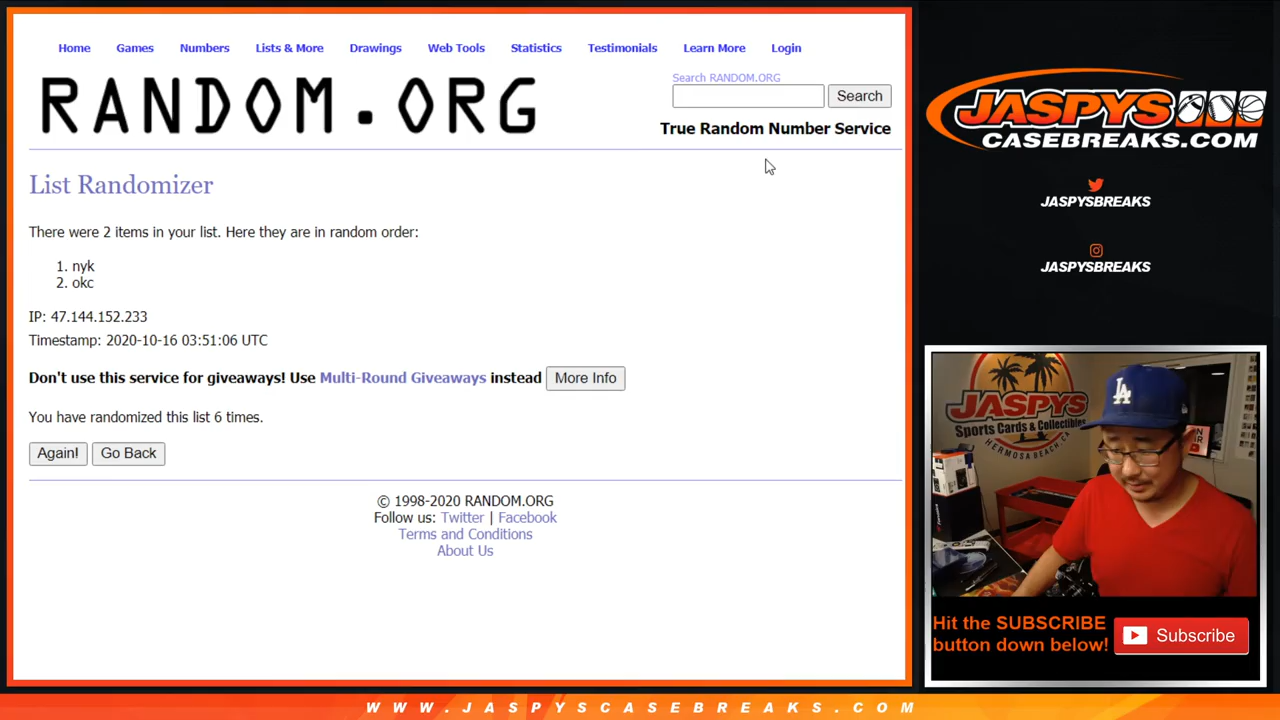 Home Games Numbers Lists & More Drawings Web Tools Statistics Testimonials Learn More Login
RANDOM.ORG
Search RANDOM.ORG
Search
True Random Number Service
List Randomizer
There were 2 items in your list. Here they are in random order:
1. nyk
2. okc
IP: 47.144.152.233
Timestamp: 2020-10-16 03:51:06 UTC
Don't use this service for giveaways! Use Multi-Round Giveaways instead More Info
You have randomized this list 6 times.
Again! Go Back
© 1998-2020 RANDOM.ORG
Follow us: Twitter | Facebook
Terms and Conditions
About Us
JASPYS
CASEBREAKS.COM
JASPYSBREAKS
JASPYSBREAKS
JASPYS
Sports Cards & Collectibles
HERMOSA BEACH, CA
LA
Hit the SUBSCRIBE
button down below!
Subscribe
WWW.JASPYSCASEBREAKS.COM